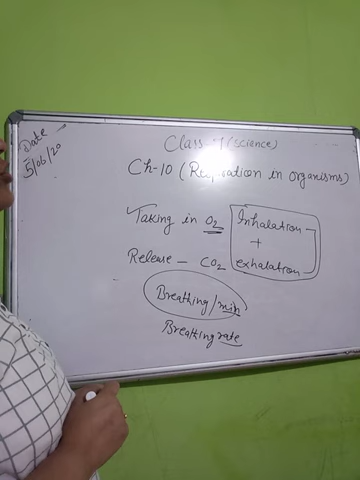 Date
5/06/20
Class (science)
Ch-10 (Respiration in organisms)
✓Taking in O₂
Inhalation
+
exhalation
Release - CO₂
Breathing/min
Breathing rate